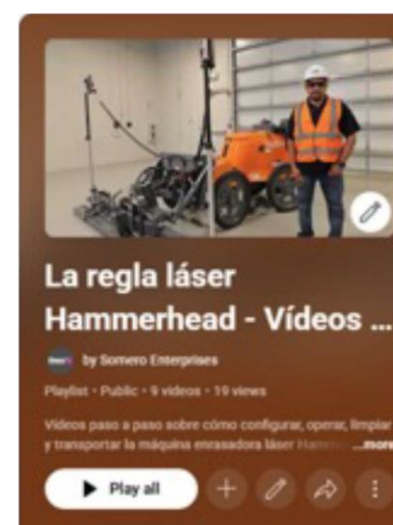 La regla láser
Hammerhead - Vídeos ...
by Somero Enterprises
Playlist • Public • 9 videos • 19 views
Vídeos paso a paso sobre cómo configurar, operar, limpiar
y transportar la máquina enrasadora láser ...more
Play all